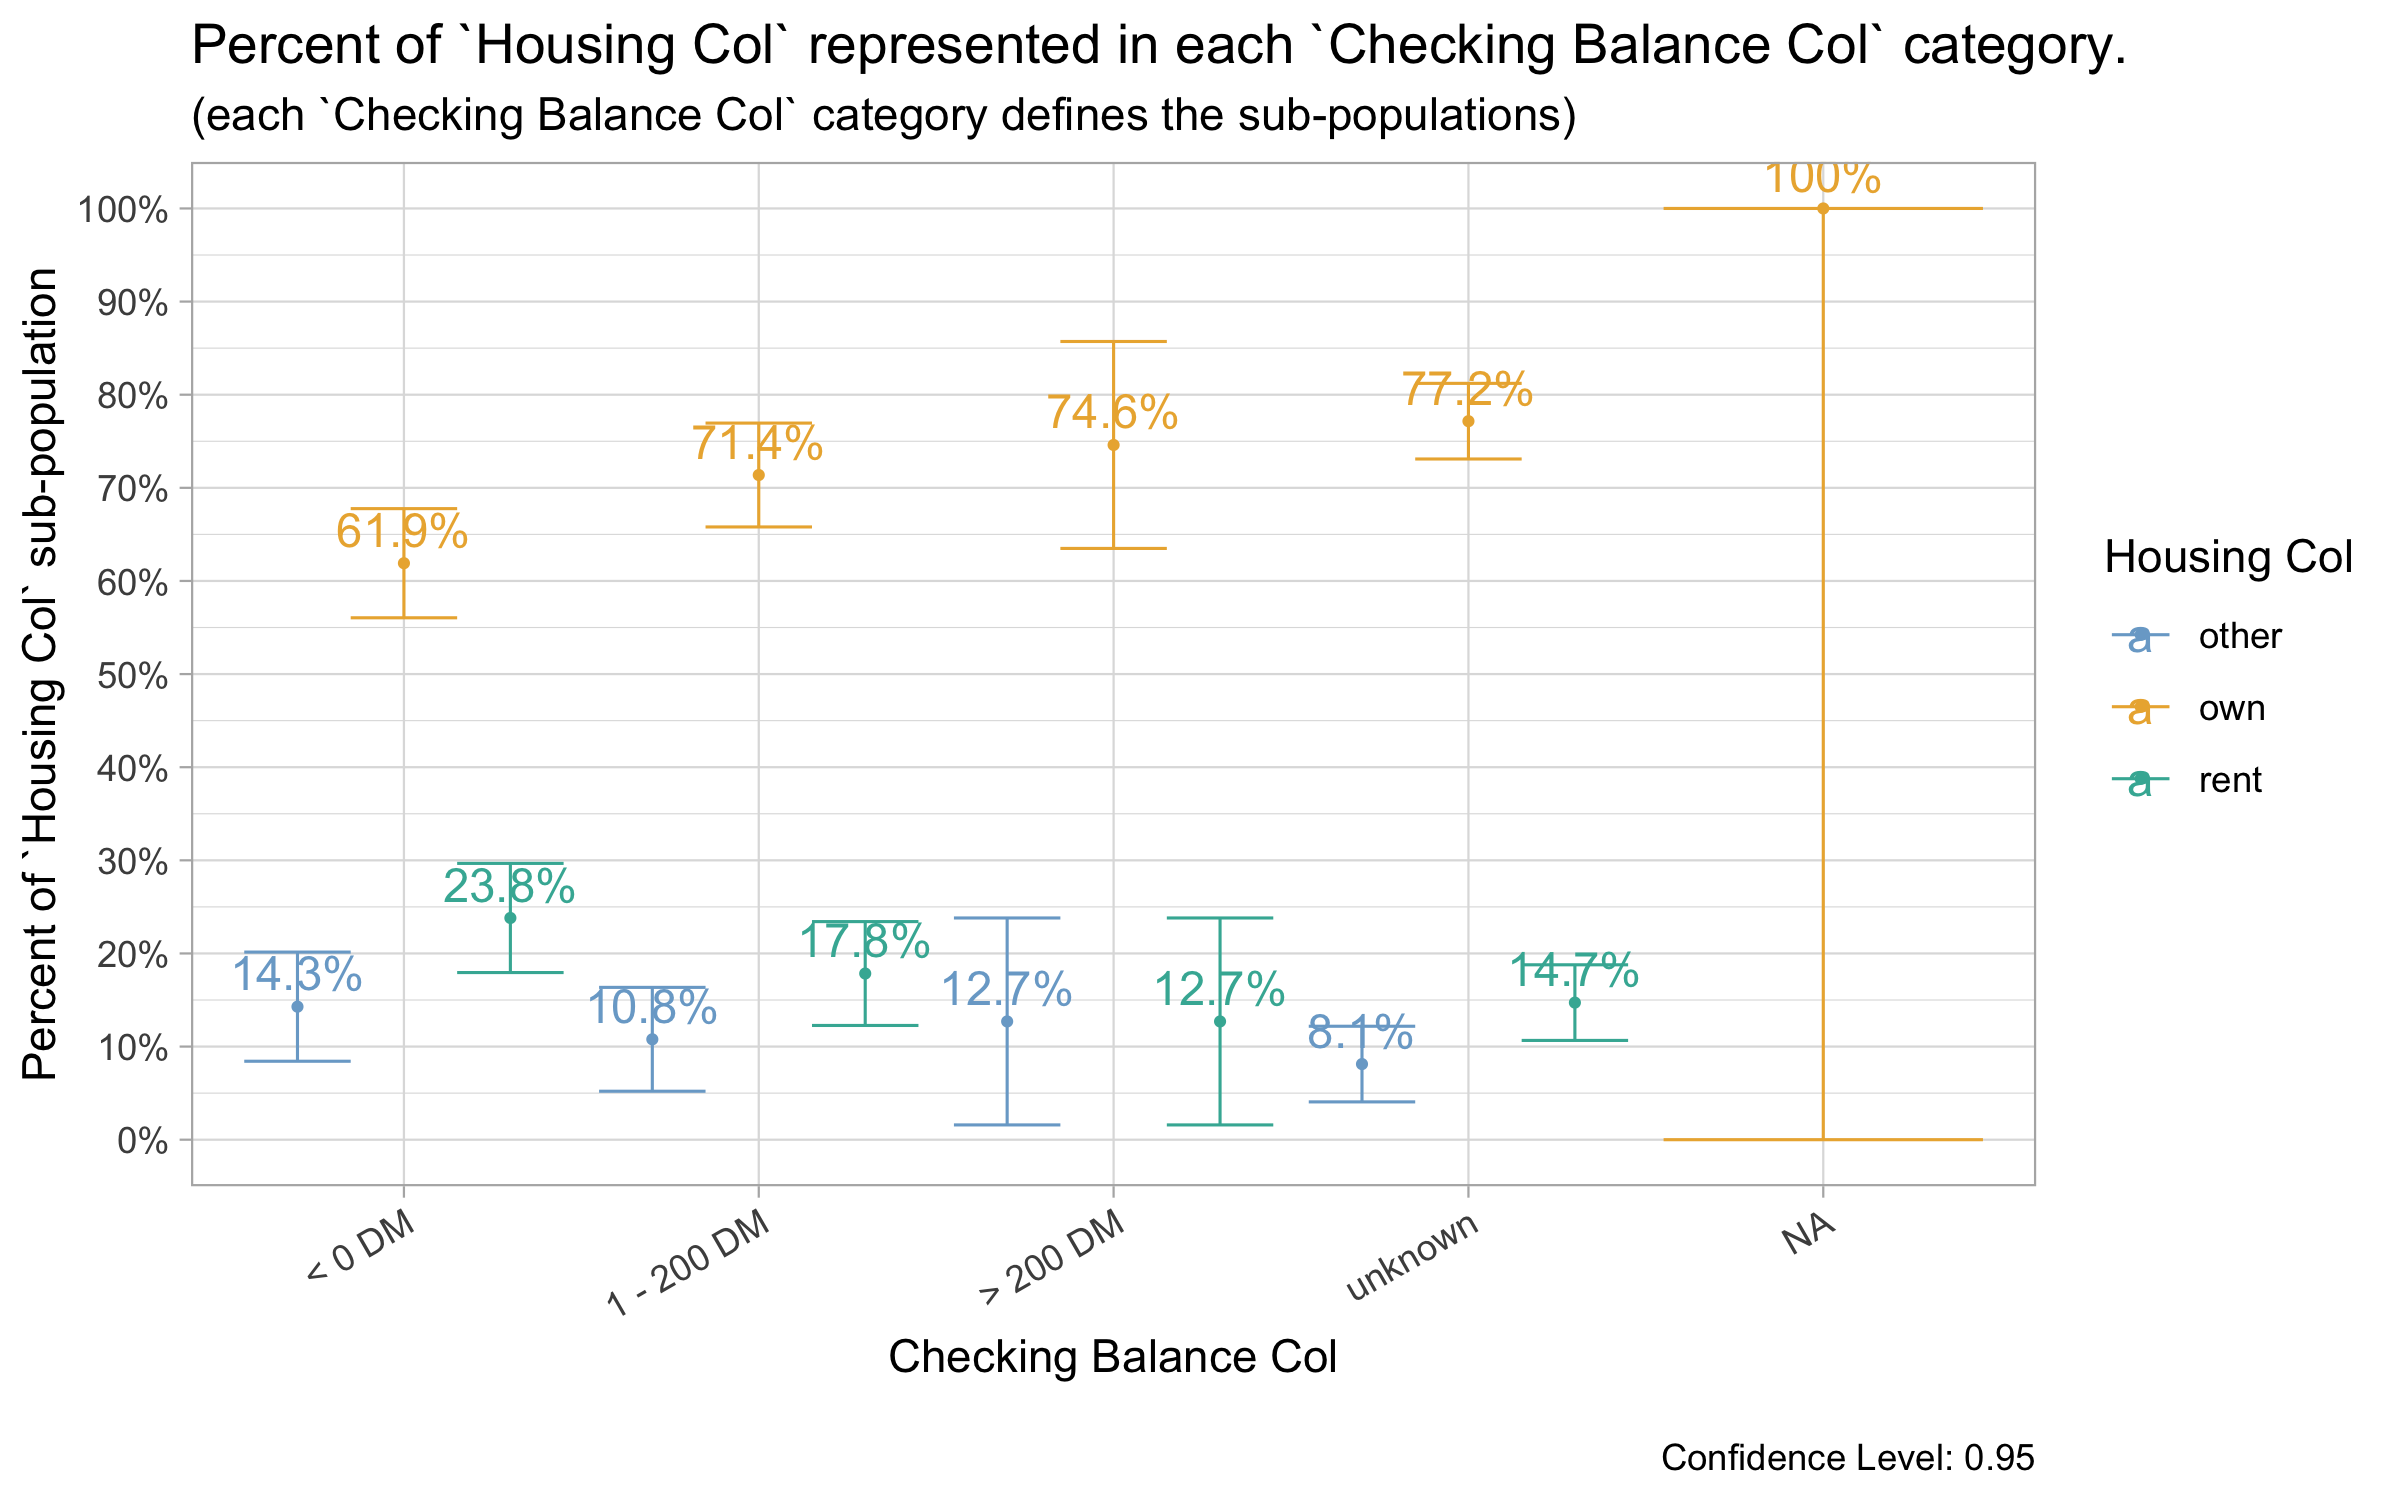 Percent of `Housing Col` represented in each `Checking Balance Col` category.
(each `Checking Balance Col` category defines the sub-populations)
Percent of `Housing Col` sub-population
100%
90%
80%
70%
60%
50%
40%
30%
20%
10%
0%
100%
77.2%
74.6%
71.4%
61.9%
23.8%
17.8%
14.3%
14.7%
12.7%
12.7%
10.8%
8.1%
< 0 DM
1 - 200 DM
> 200 DM
unknown
NA
Checking Balance Col
Housing Col
a other
a own
a rent
Confidence Level: 0.95